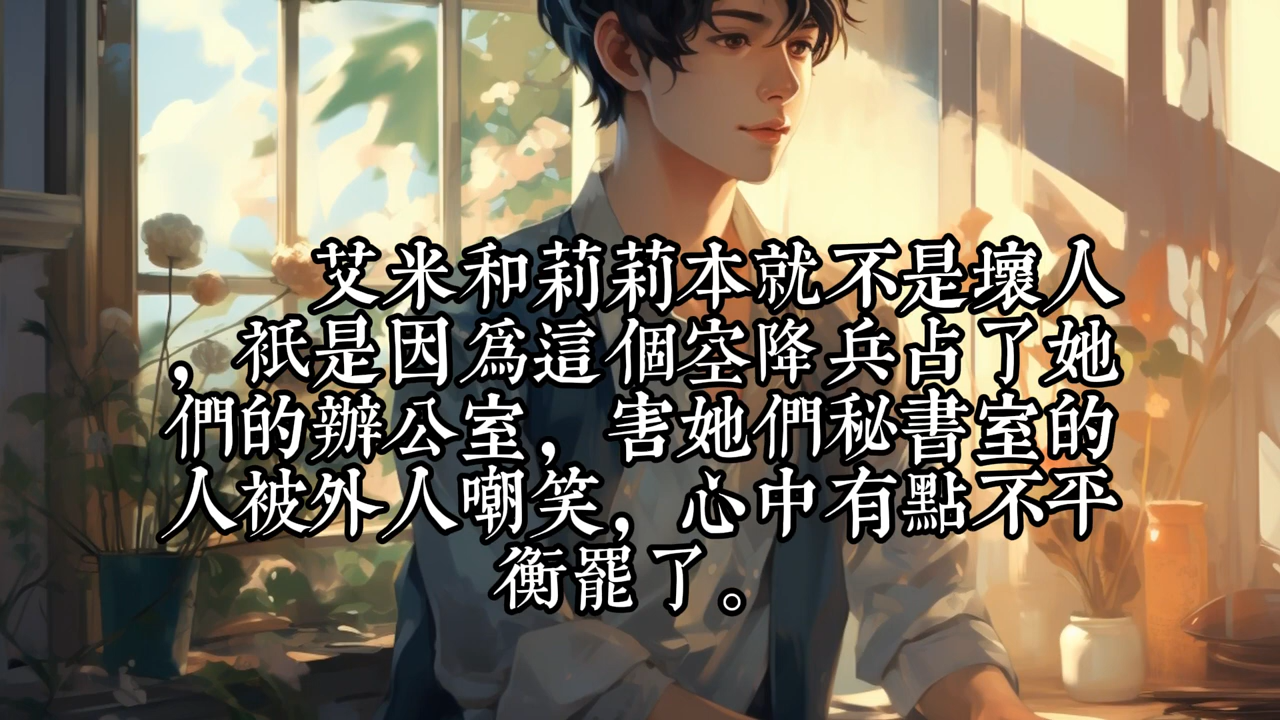 艾米和莉莉本就不是壞人
，祇是因爲這個空降兵占了她
們的辦公室，害她們秘書室的
人被外人嘲笑，心中有點不平
衡罷了。